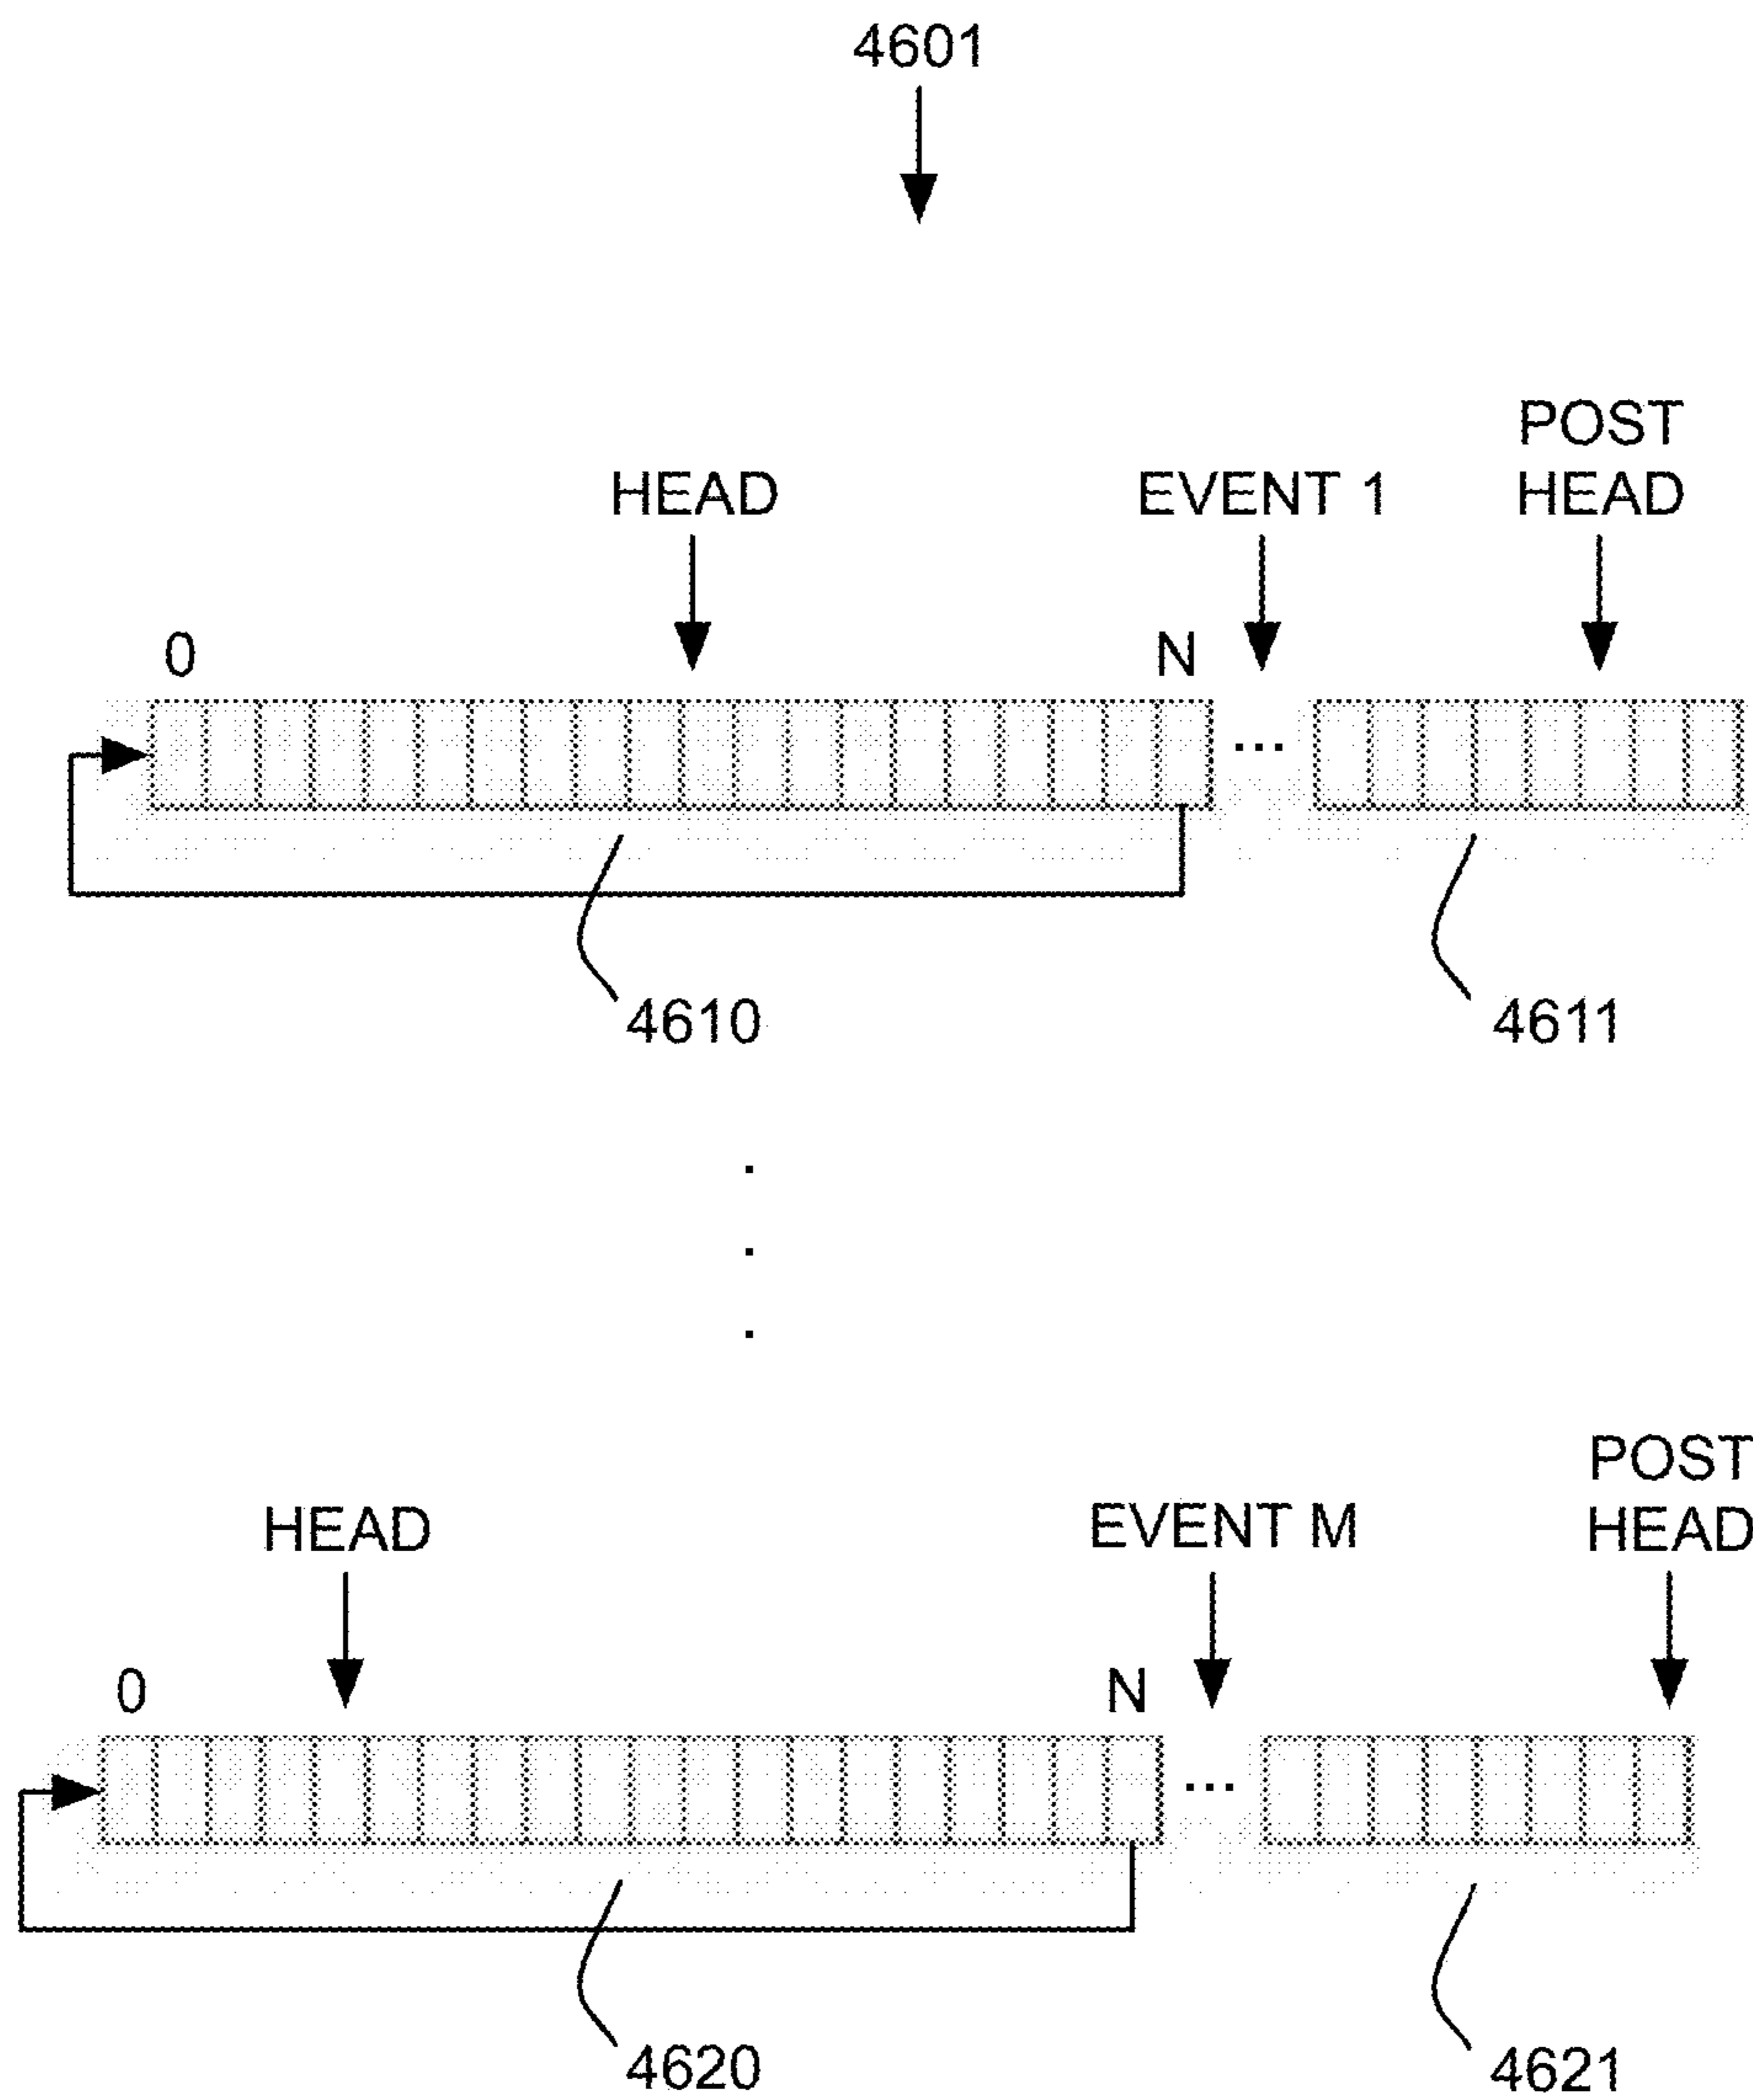 4601
POST
HEAD EVENT 1 HEAD
0 N
...
4610 4611
POST
HEAD EVENT M HEAD
0 N
...
4620 4621